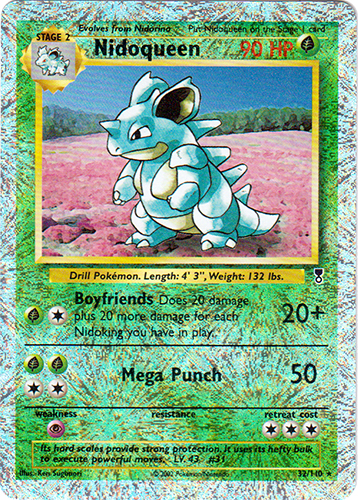 Evolves from Nidorina Put Nidoqueen on the Stage 1 card
STAGE 2
Nidoqueen 90 HP
Drill Pokémon. Length: 4' 3", Weight: 132 lbs.
Boyfriends Does 20 damage
plus 20 more damage for each
Nidoking you have in play.
20+
Mega Punch 50
weakness resistance retreat cost
Its hard scales provide strong protection. It uses its hefty bulk
to execute powerful moves. LV. 43 #31
Illus. Ken Sugimori © 2002 Pokémon/Nintendo 32/110 ★